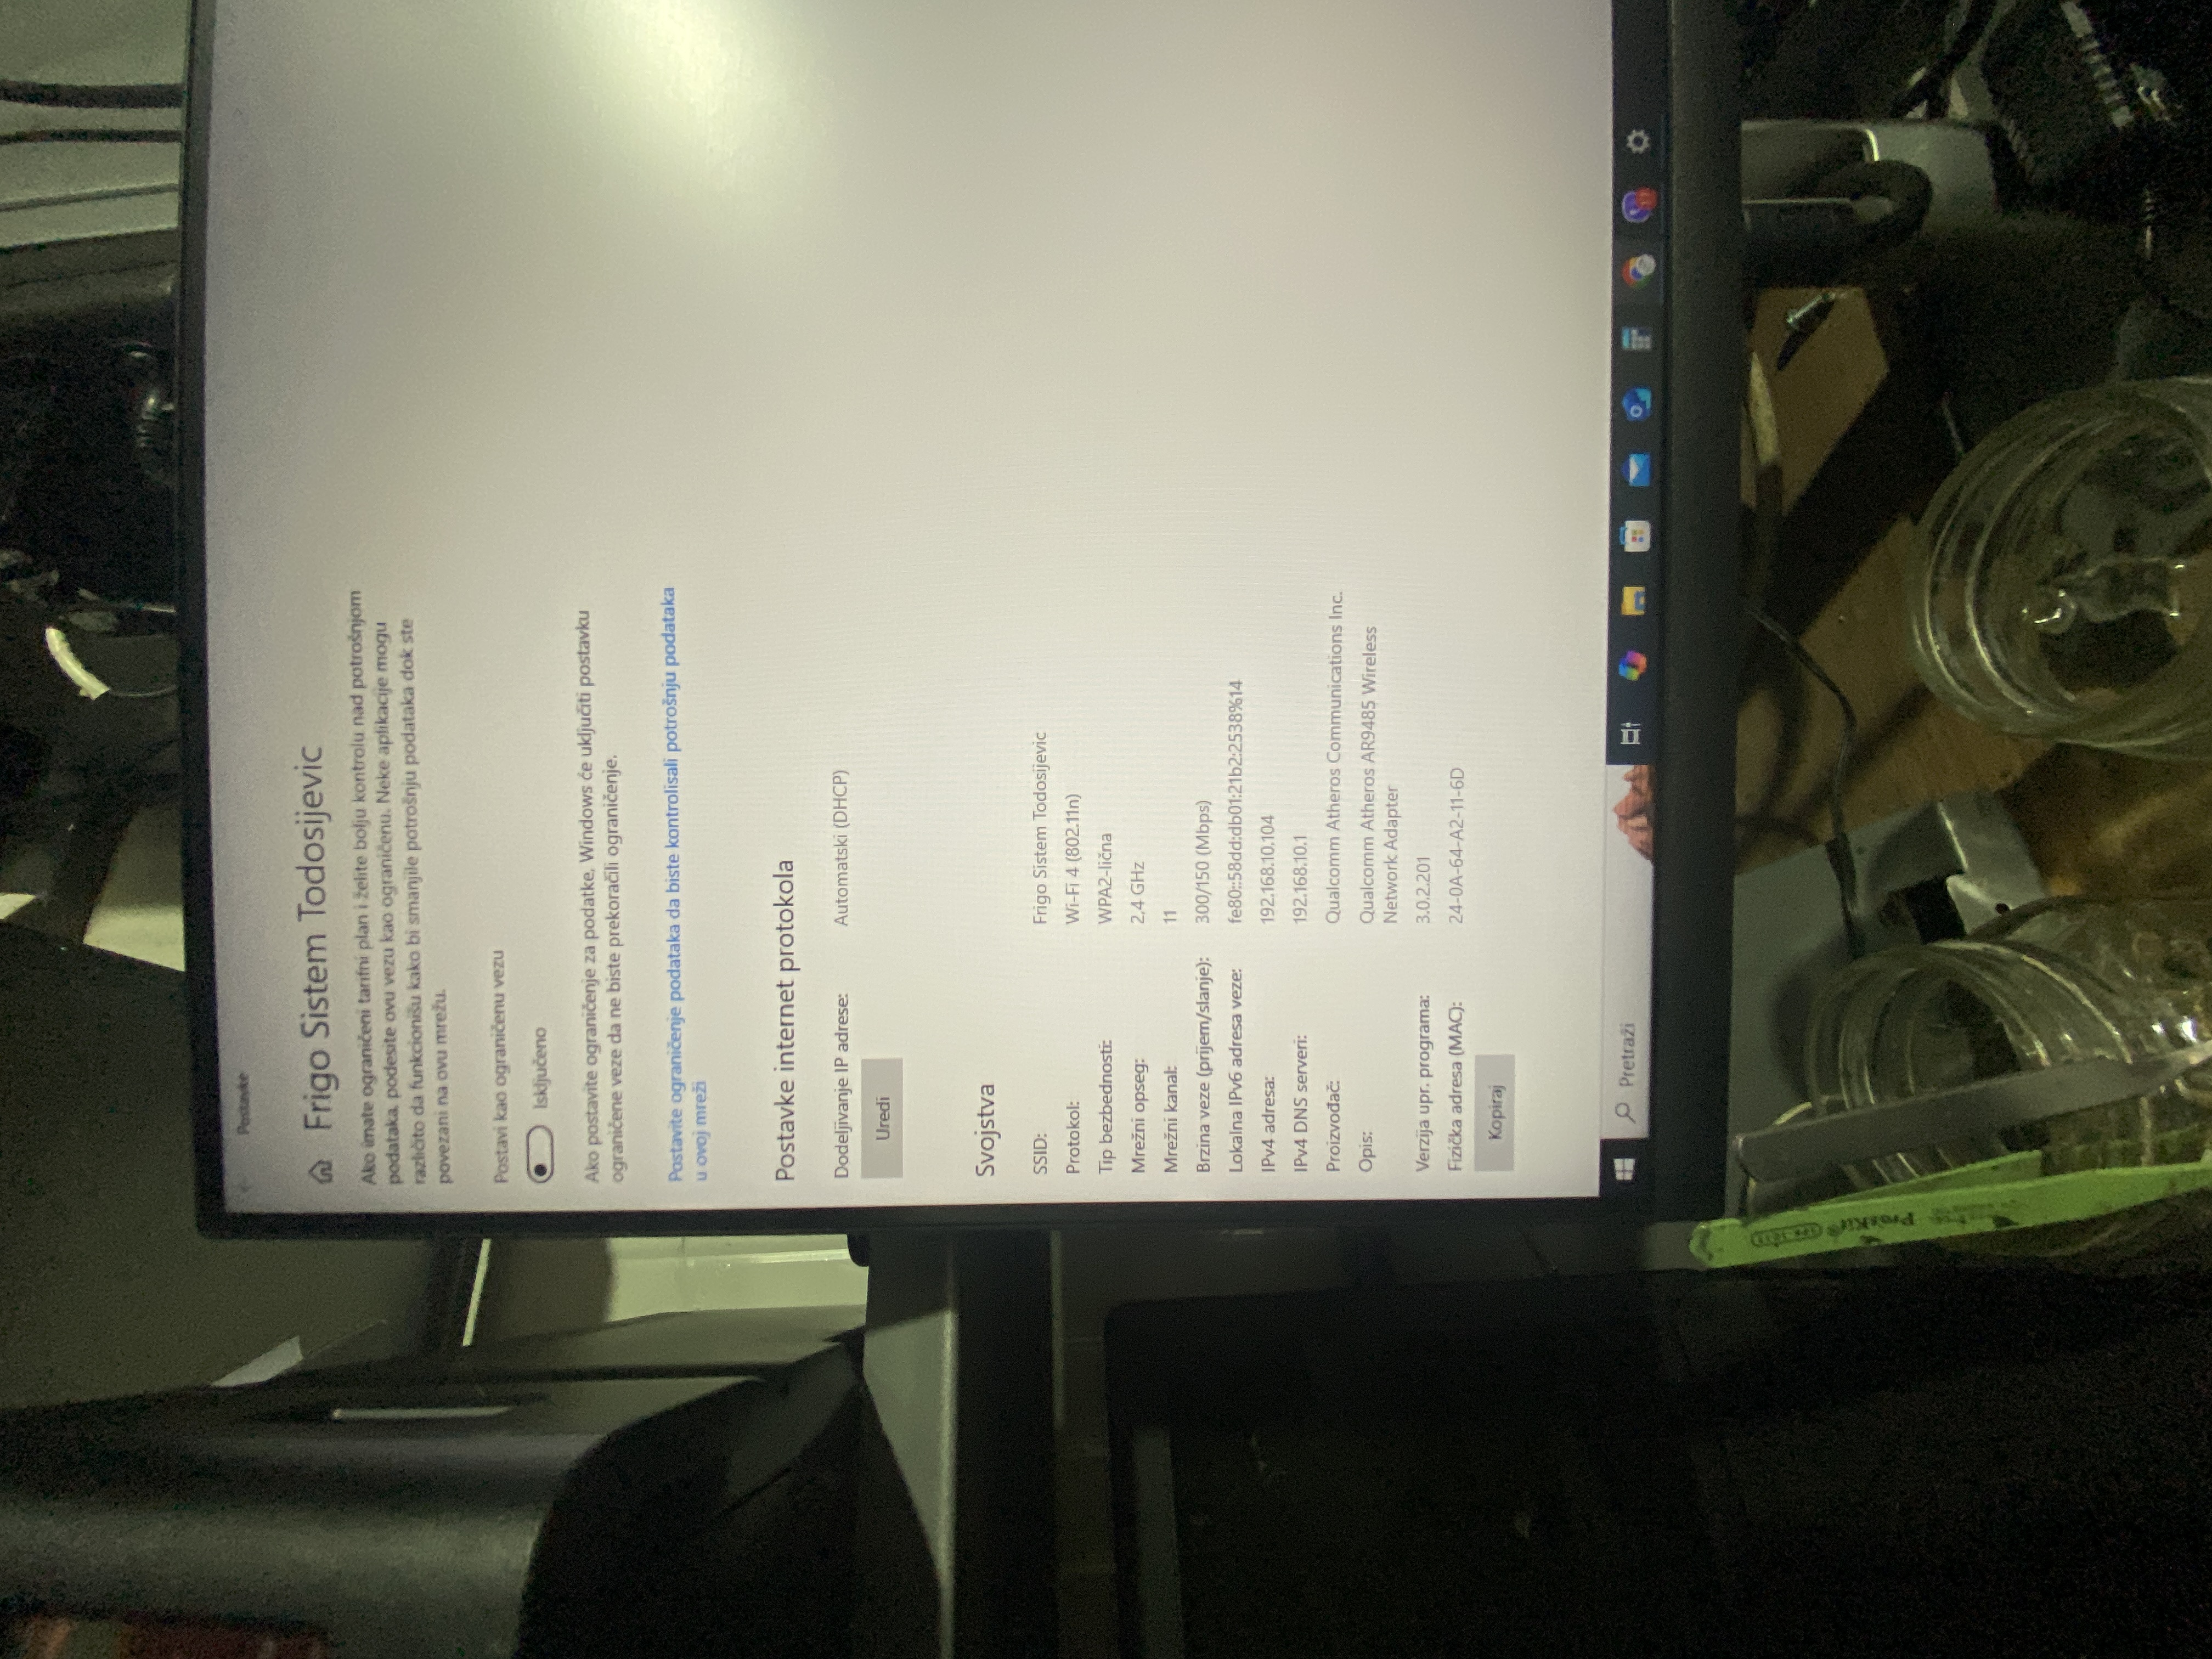 Postavke
Frigo Sistem Todosijevic
Ako imate ograničeni tarifni plan i želite bolju kontrolu nad potrošnjom
podataka, podesite ovu vezu kao ograničenu. Neke aplikacije mogu
različito da funkcionišu kako bi smanjile potrošnju podataka dok ste
povezani na ovu mrežu.
Postavi kao ograničenu vezu
Isključeno
Ako postavite ograničenje za podatke, Windows će uključiti postavku
ograničene veze da ne biste prekoračili ograničenje.
Postavite ograničenje podataka da biste kontrolisali potrošnju podataka
u ovoj mreži
Postavke internet protokola
Dodeljivanje IP adrese: Automatski (DHCP)
Uredi
Svojstva
SSID: Frigo Sistem Todosijevic
Protokol: Wi-Fi 4 (802.11n)
Tip bezbednosti: WPA2-lična
Mrežni opseg: 2,4 GHz
Mrežni kanal: 11
Brzina veze (prijem/slanje): 300/150 (Mbps)
Lokalna IPv6 adresa veze: fe80::58dd:db01:21b2:2538%14
IPv4 adresa: 192.168.10.104
IPv4 DNS serveri: 192.168.10.1
Proizvođač: Qualcomm Atheros Communications Inc.
Opis: Qualcomm Atheros AR9485 Wireless
Network Adapter
Verzija upr. programa: 3.0.2.201
Fizička adresa (MAC): 24-0A-64-A2-11-6D
Kopiraj
Pretraži
Pro'sKit